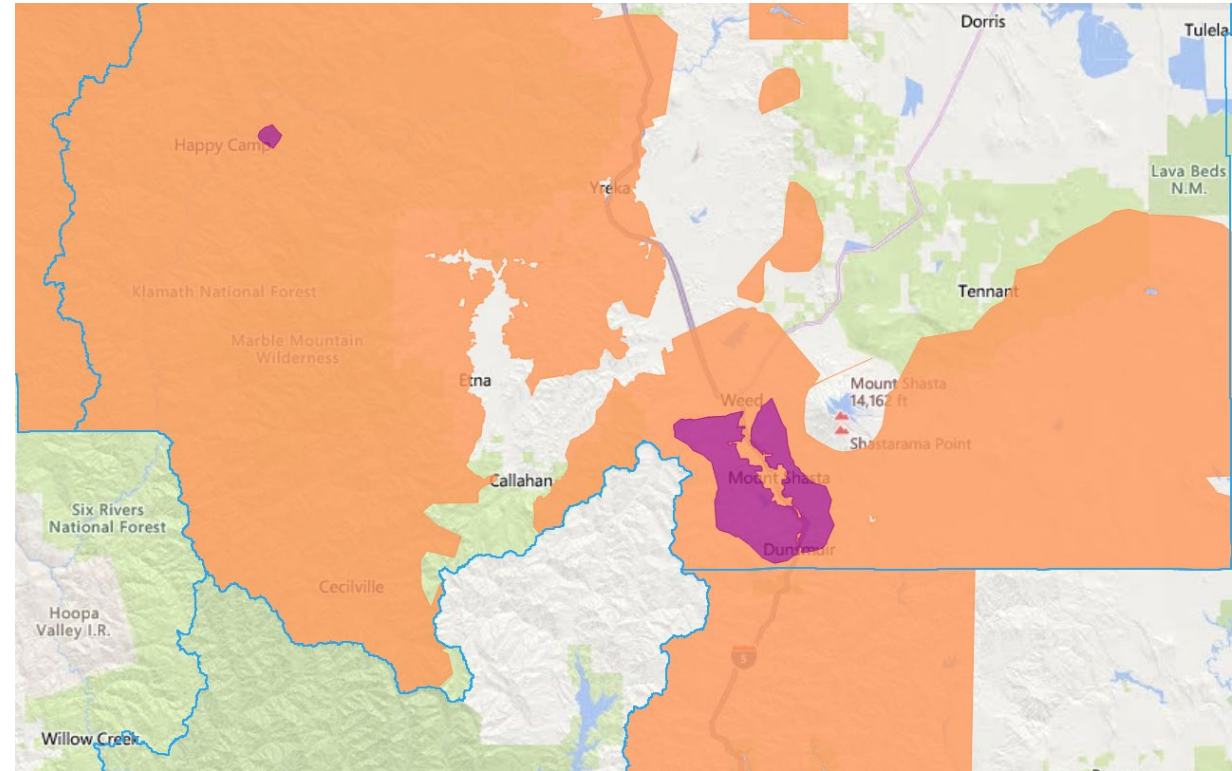 Dorris
Tulela
Happy Camp
Yreka
Lava Beds
N.M.
Klamath National Forest
Tennant
Marble Mountain
Wilderness
Etna
Mount Shasta
14,162 ft
Weed
Shastarama Point
Callahan
Mount Shasta
Six Rivers
National Forest
Dunsmuir
Cecilville
Hoopa
Valley I.R.
5
Willow Creek